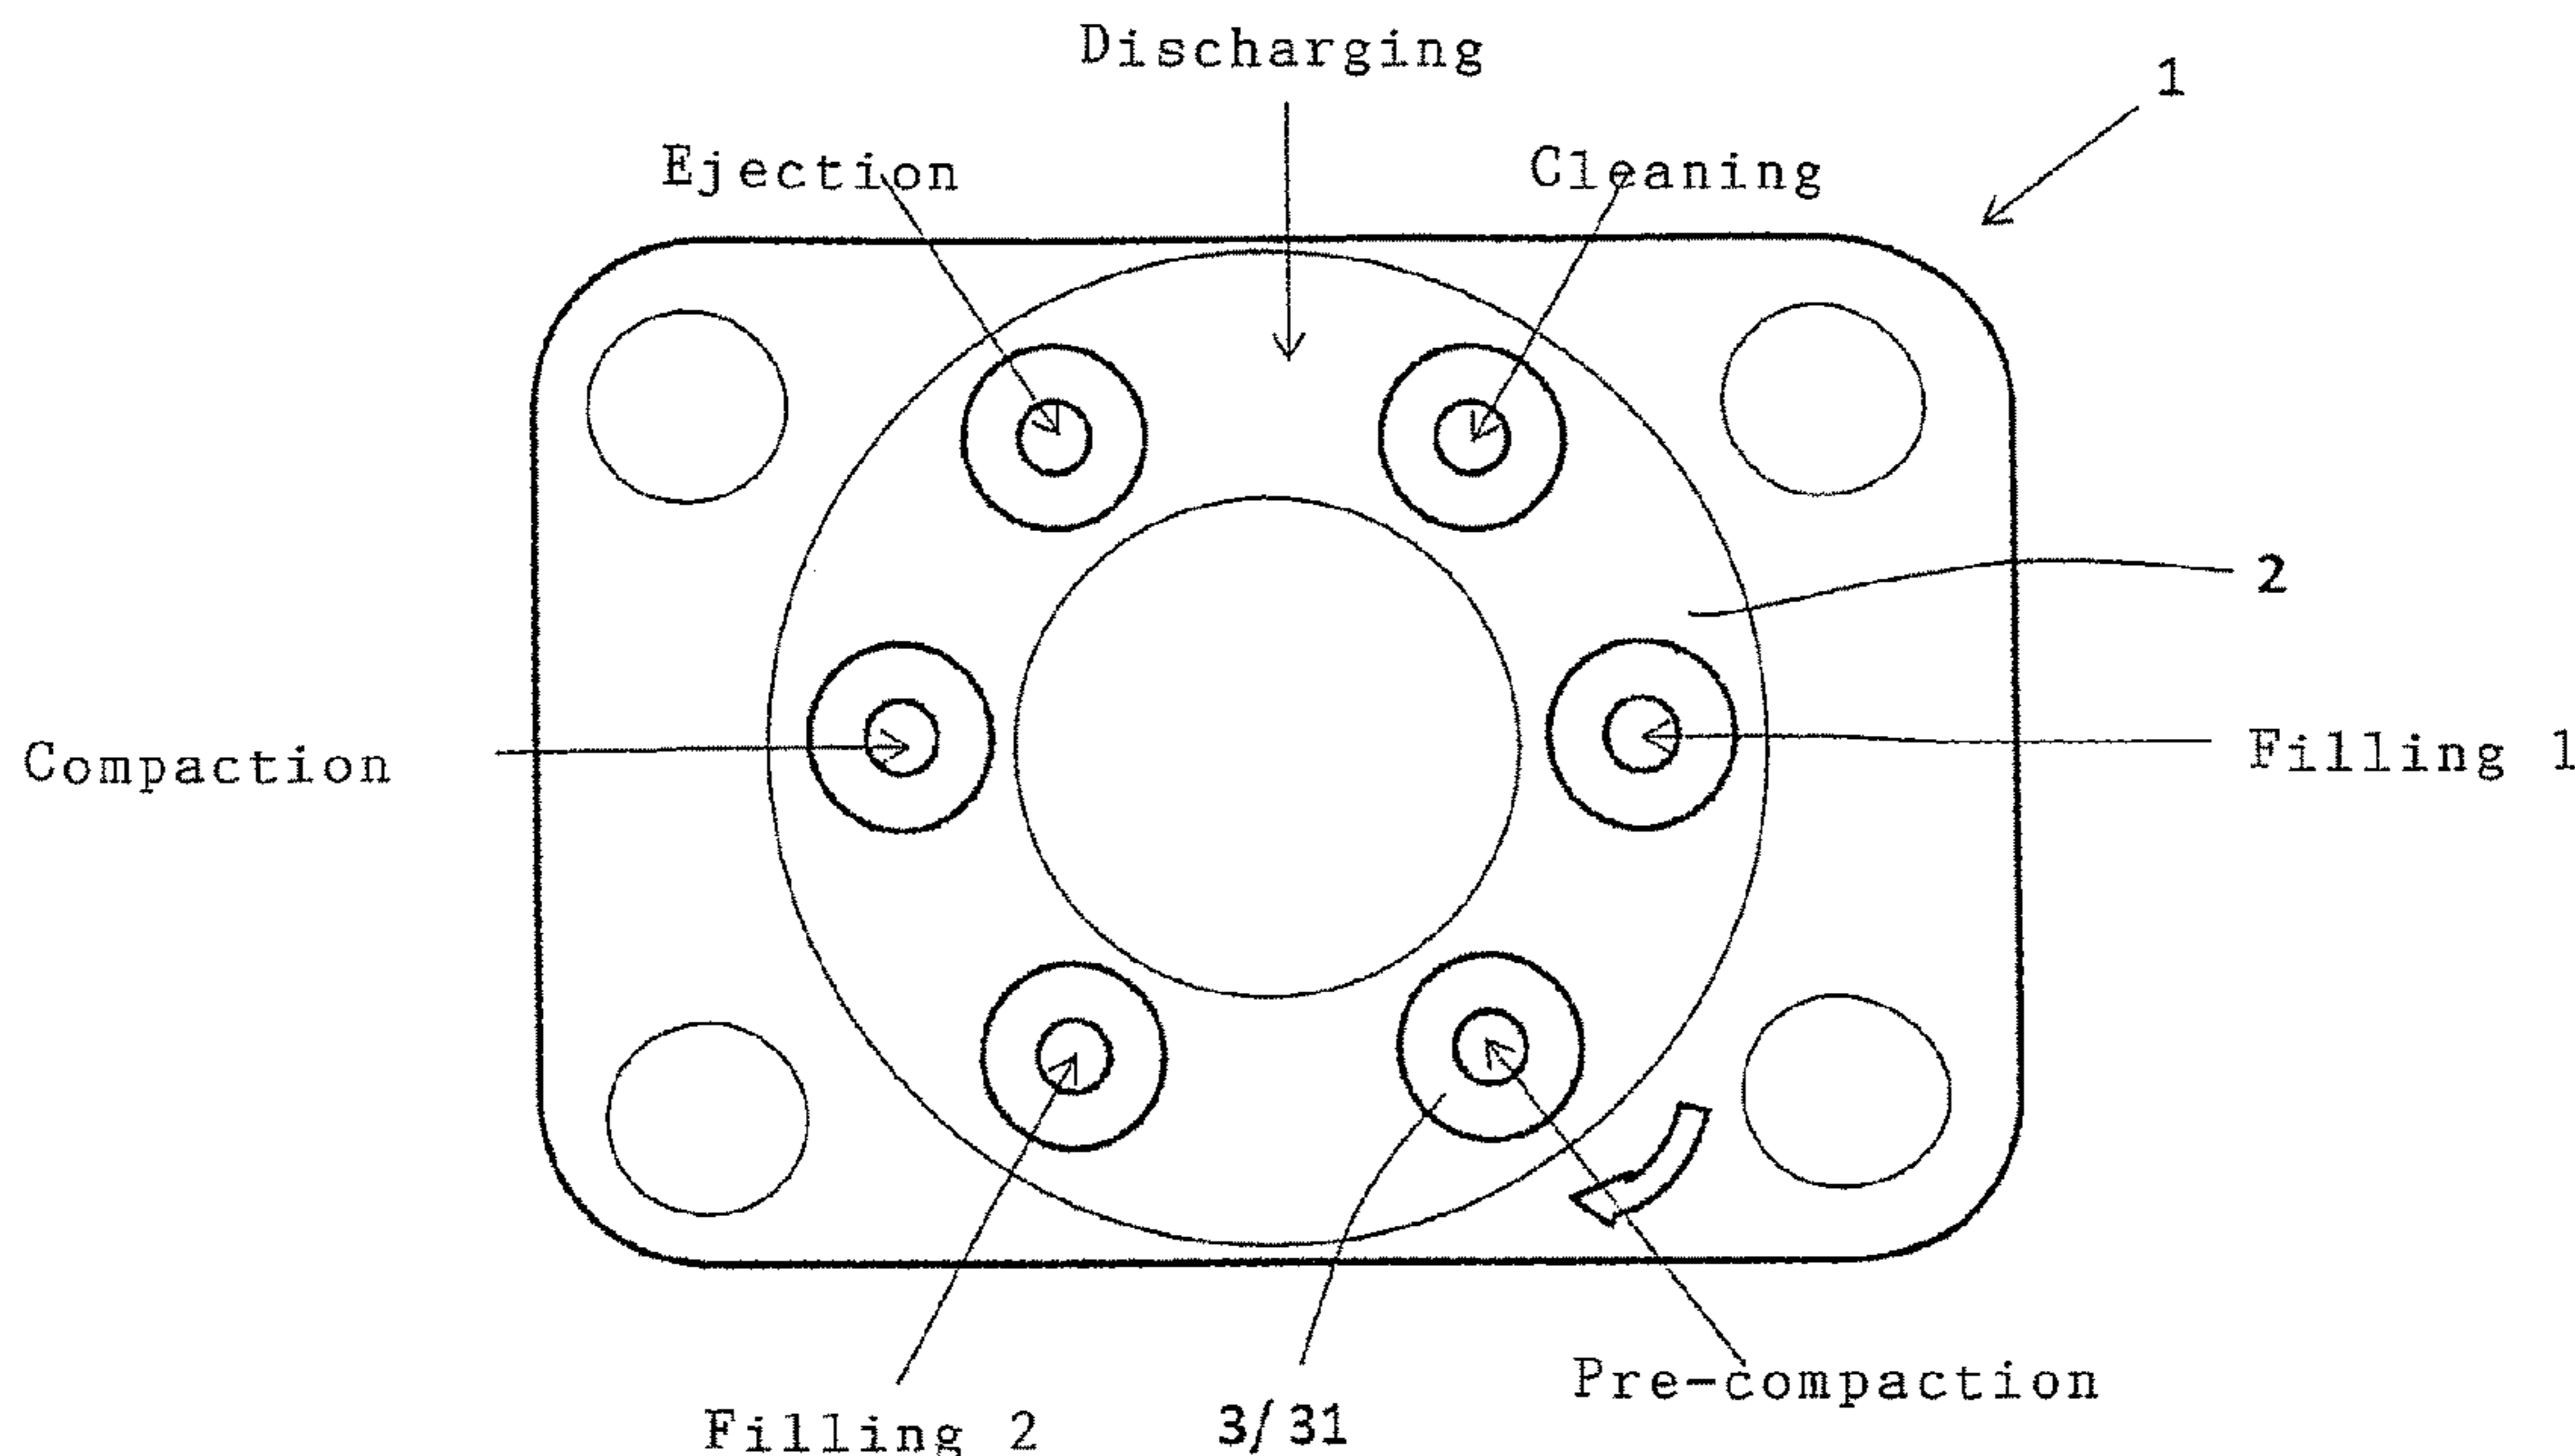 Discharging
1
Ejection
Cleaning
2
Compaction
Filling 1
Pre-compaction
Filling 2
3/31